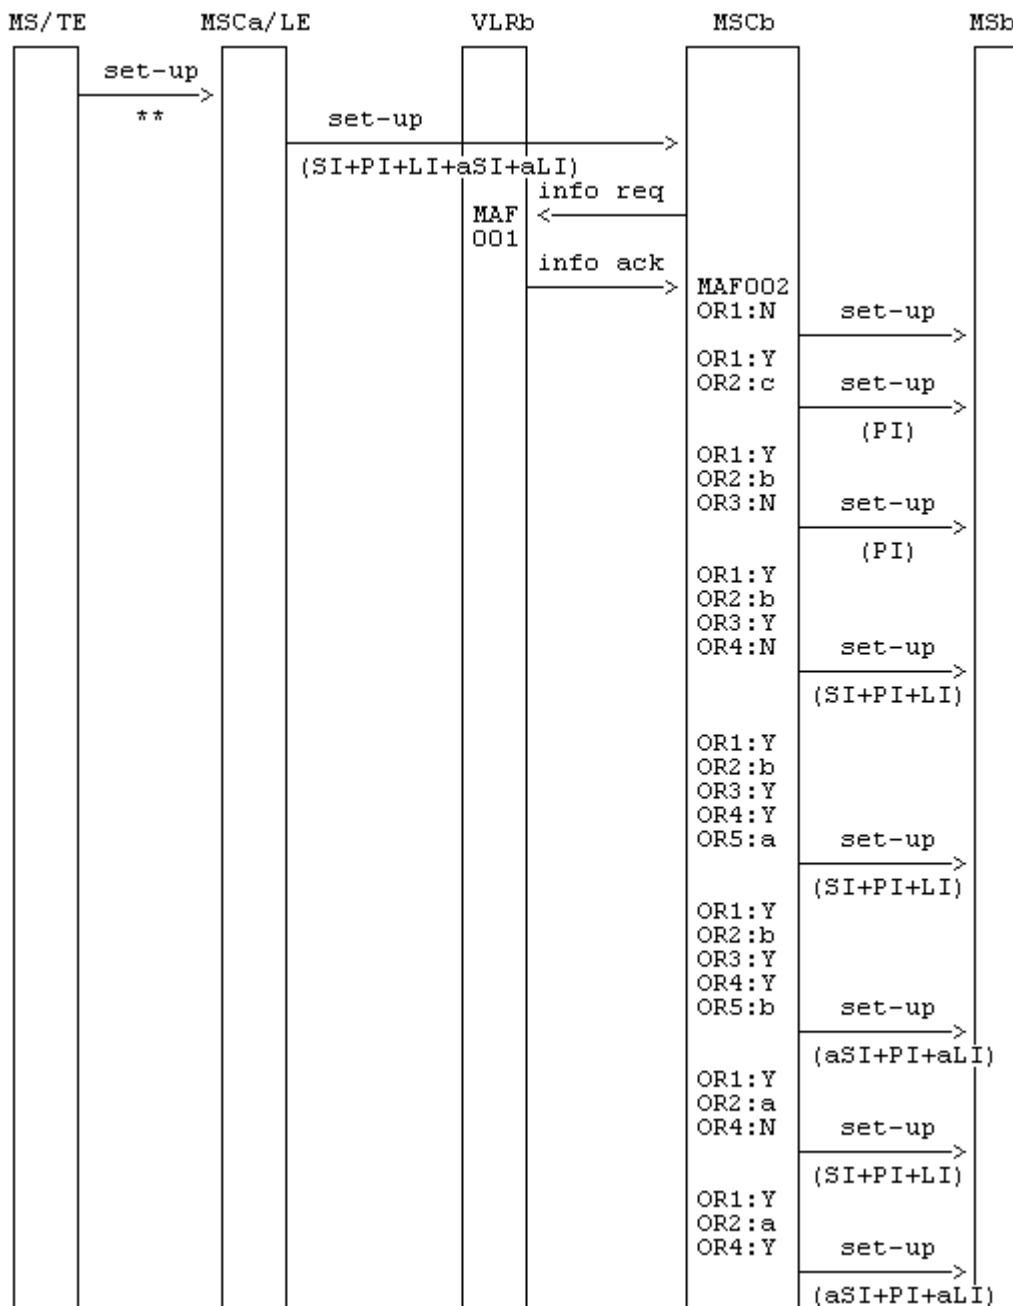 MS/TE MSCa/LE VLRb MSCb MSb
set-up
**
set-up
(SI+PI+LI+aSI+aLI)
info req
MAF
001
info ack
MAF002
OR1:N set-up
OR1:Y
OR2:c set-up
(PI)
OR1:Y
OR2:b
OR3:N set-up
(PI)
OR1:Y
OR2:b
OR3:Y
OR4:N set-up
(SI+PI+LI)
OR1:Y
OR2:b
OR3:Y
OR4:Y
OR5:a set-up
(SI+PI+LI)
OR1:Y
OR2:b
OR3:Y
OR4:Y
OR5:b set-up
(aSI+PI+aLI)
OR1:Y
OR2:a
OR4:N set-up
(SI+PI+LI)
OR1:Y
OR2:a
OR4:Y set-up
(aSI+PI+aLI)